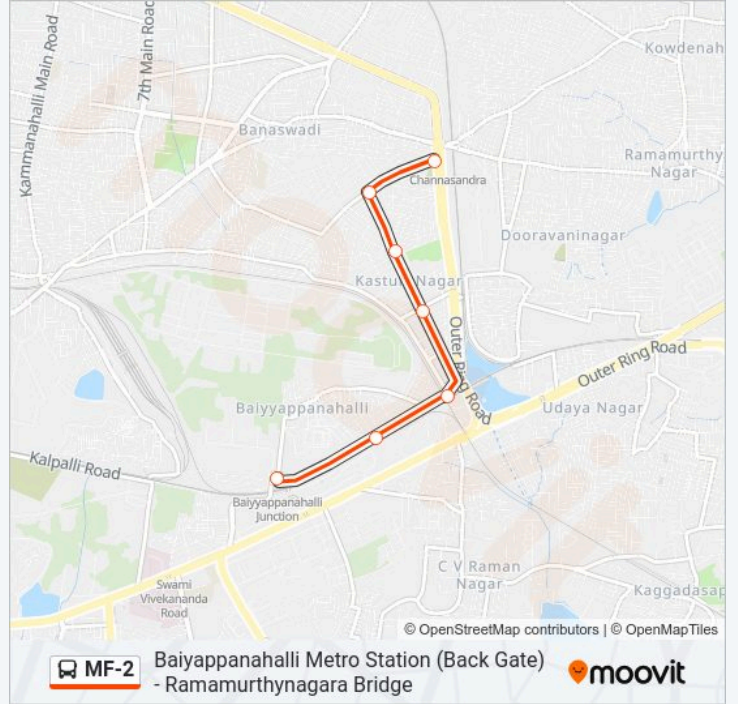 Kowdenah
7th Main Road
Kammanahalli Main Road
Banaswadi
Ramamurthy
Nagar
Channasandra
Dooravaninagar
Kasturi Nagar
Outer Ring Road
Outer Ring Road
Baiyyappanahalli
Udaya Nagar
Kalpalli Road
Baiyyappanahalli
Junction
C V Raman
Nagar
Swami
Vivekananda
Road
Kaggadasap
© OpenStreetMap contributors | © OpenMapTiles
MF-2
Baiyappanahalli Metro Station (Back Gate)
- Ramamurthynagara Bridge
moovit